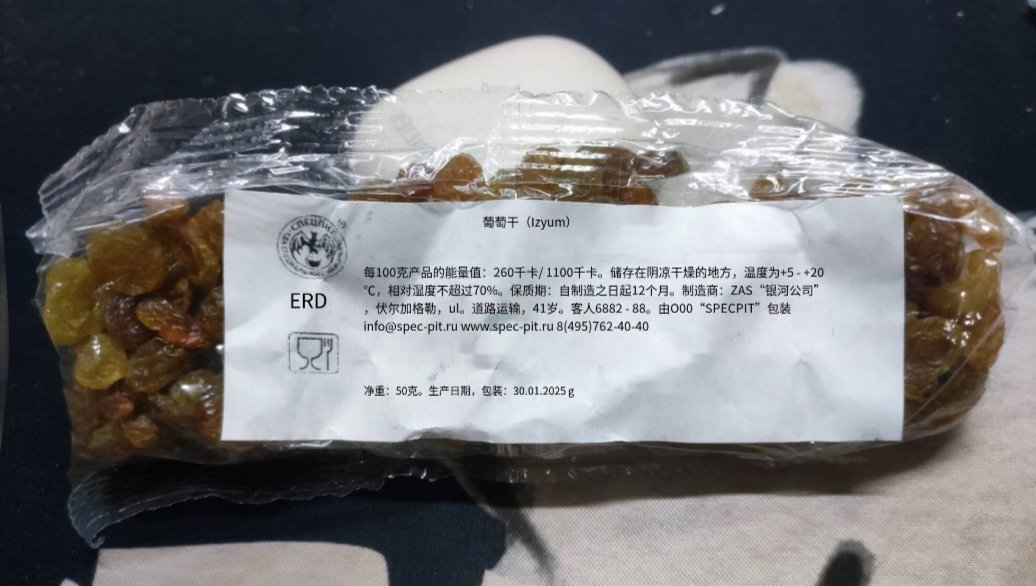 葡萄干（Izyum）
每100克产品的能量值：260千卡/ 1100千卡。储存在阴凉干燥的地方，温度为+5 - +20
℃，相对湿度不超过70%。保质期：自制造之日起12个月。制造商：ZAS“银河公司”
，伏尔加格勒，ul。道路运输，41岁。客人6882 - 88。由O00“SPECPIT”包装
info@spec-pit.ru www.spec-pit.ru 8(495)762-40-40
ERD
净重：50克。生产日期，包装：30.01.2025 g